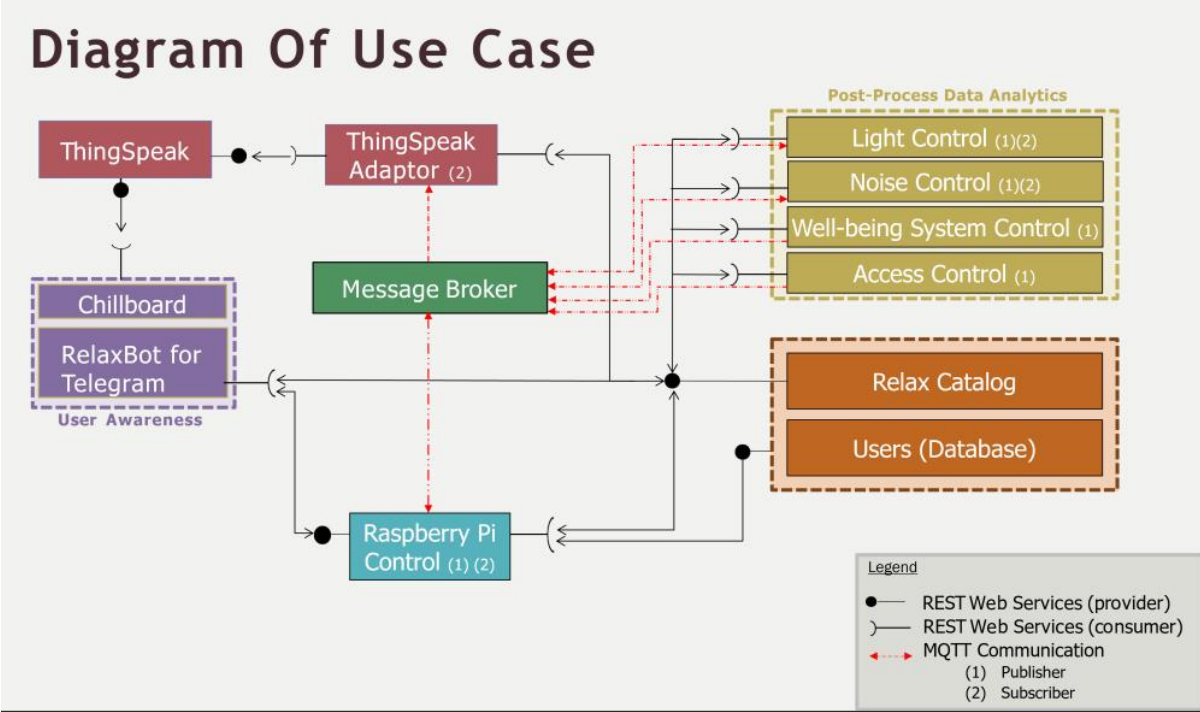 Diagram Of Use Case
Post-Process Data Analytics
ThingSpeak
ThingSpeak
Adaptor (2)
Light Control (1)(2)
Noise Control (1)(2)
Well-being System Control (1)
Access Control (1)
Message Broker
Chillboard
RelaxBot for
Telegram
User Awareness
Relax Catalog
Users (Database)
Raspberry Pi
Control (1) (2)
Legend
REST Web Services (provider)
REST Web Services (consumer)
MQTT Communication
(1) Publisher
(2) Subscriber